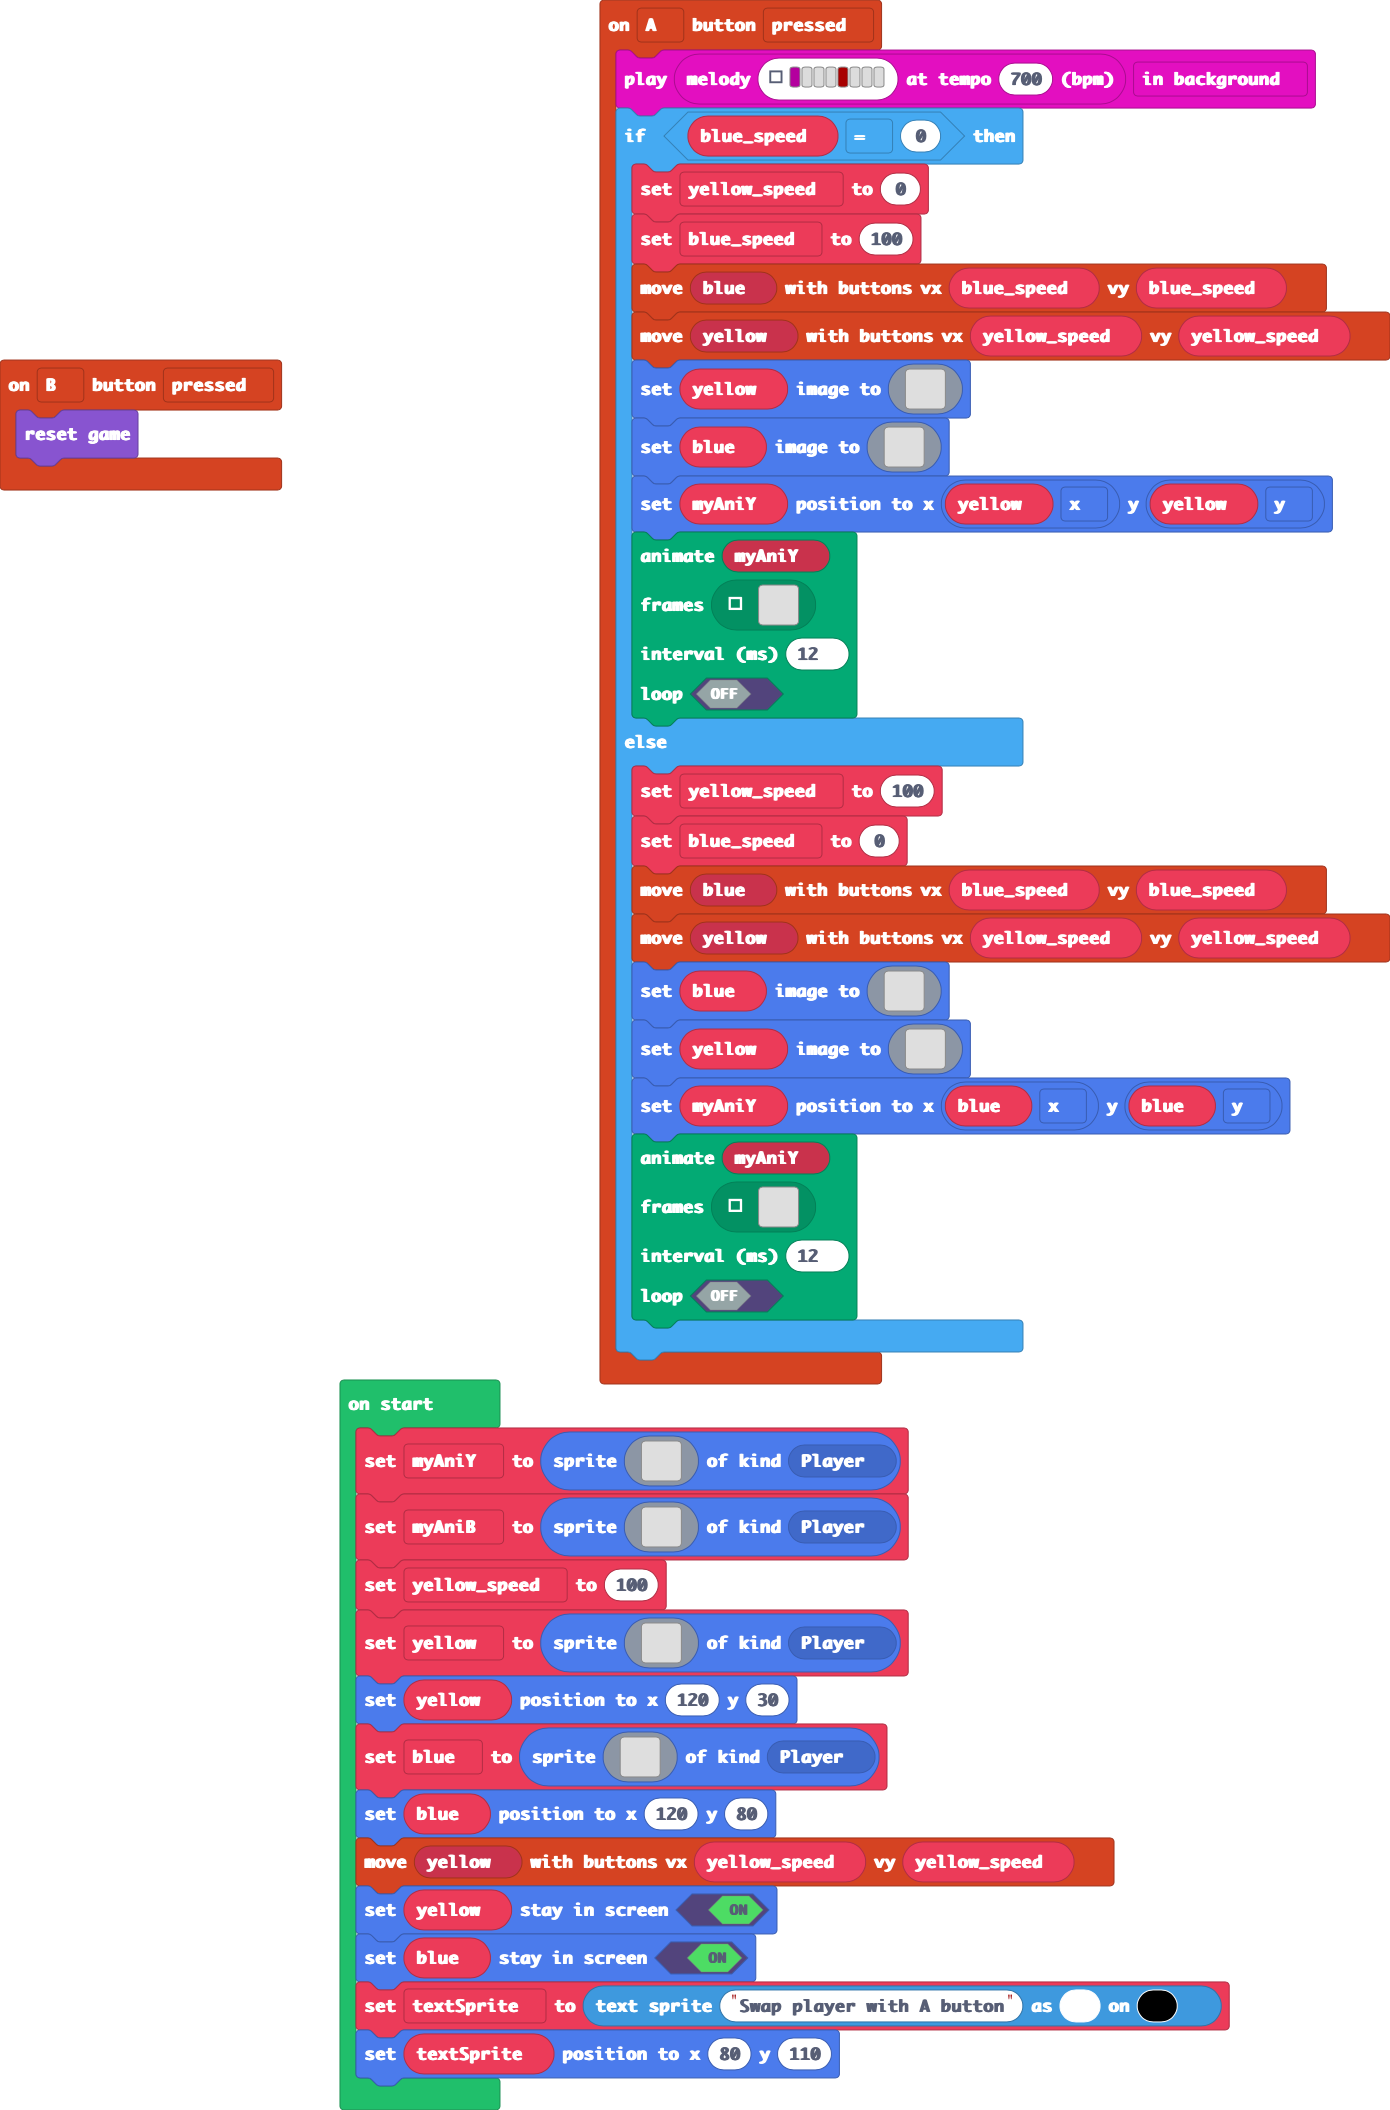 on A button pressed
play melody at tempo 700 (bpm) in background
if blue_speed = 0 then
set yellow_speed to 0
set blue_speed to 100
move blue with buttons vx blue_speed vy blue_speed
move yellow with buttons vx yellow_speed vy yellow_speed
set yellow image to
set blue image to
set myAniY position to x yellow x y yellow y
animate myAniY
frames
interval (ms) 12
loop OFF
else
set yellow_speed to 100
set blue_speed to 0
move blue with buttons vx blue_speed vy blue_speed
move yellow with buttons vx yellow_speed vy yellow_speed
set blue image to
set yellow image to
set myAniY position to x blue x y blue y
animate myAniY
frames
interval (ms) 12
loop OFF
on B button pressed
reset game
on start
set myAniY to sprite of kind Player
set myAniB to sprite of kind Player
set yellow_speed to 100
set yellow to sprite of kind Player
set yellow position to x 120 y 30
set blue to sprite of kind Player
set blue position to x 120 y 80
move yellow with buttons vx yellow_speed vy yellow_speed
set yellow stay in screen ON
set blue stay in screen ON
set textSprite to text sprite "Swap player with A button" as on
set textSprite position to x 80 y 110